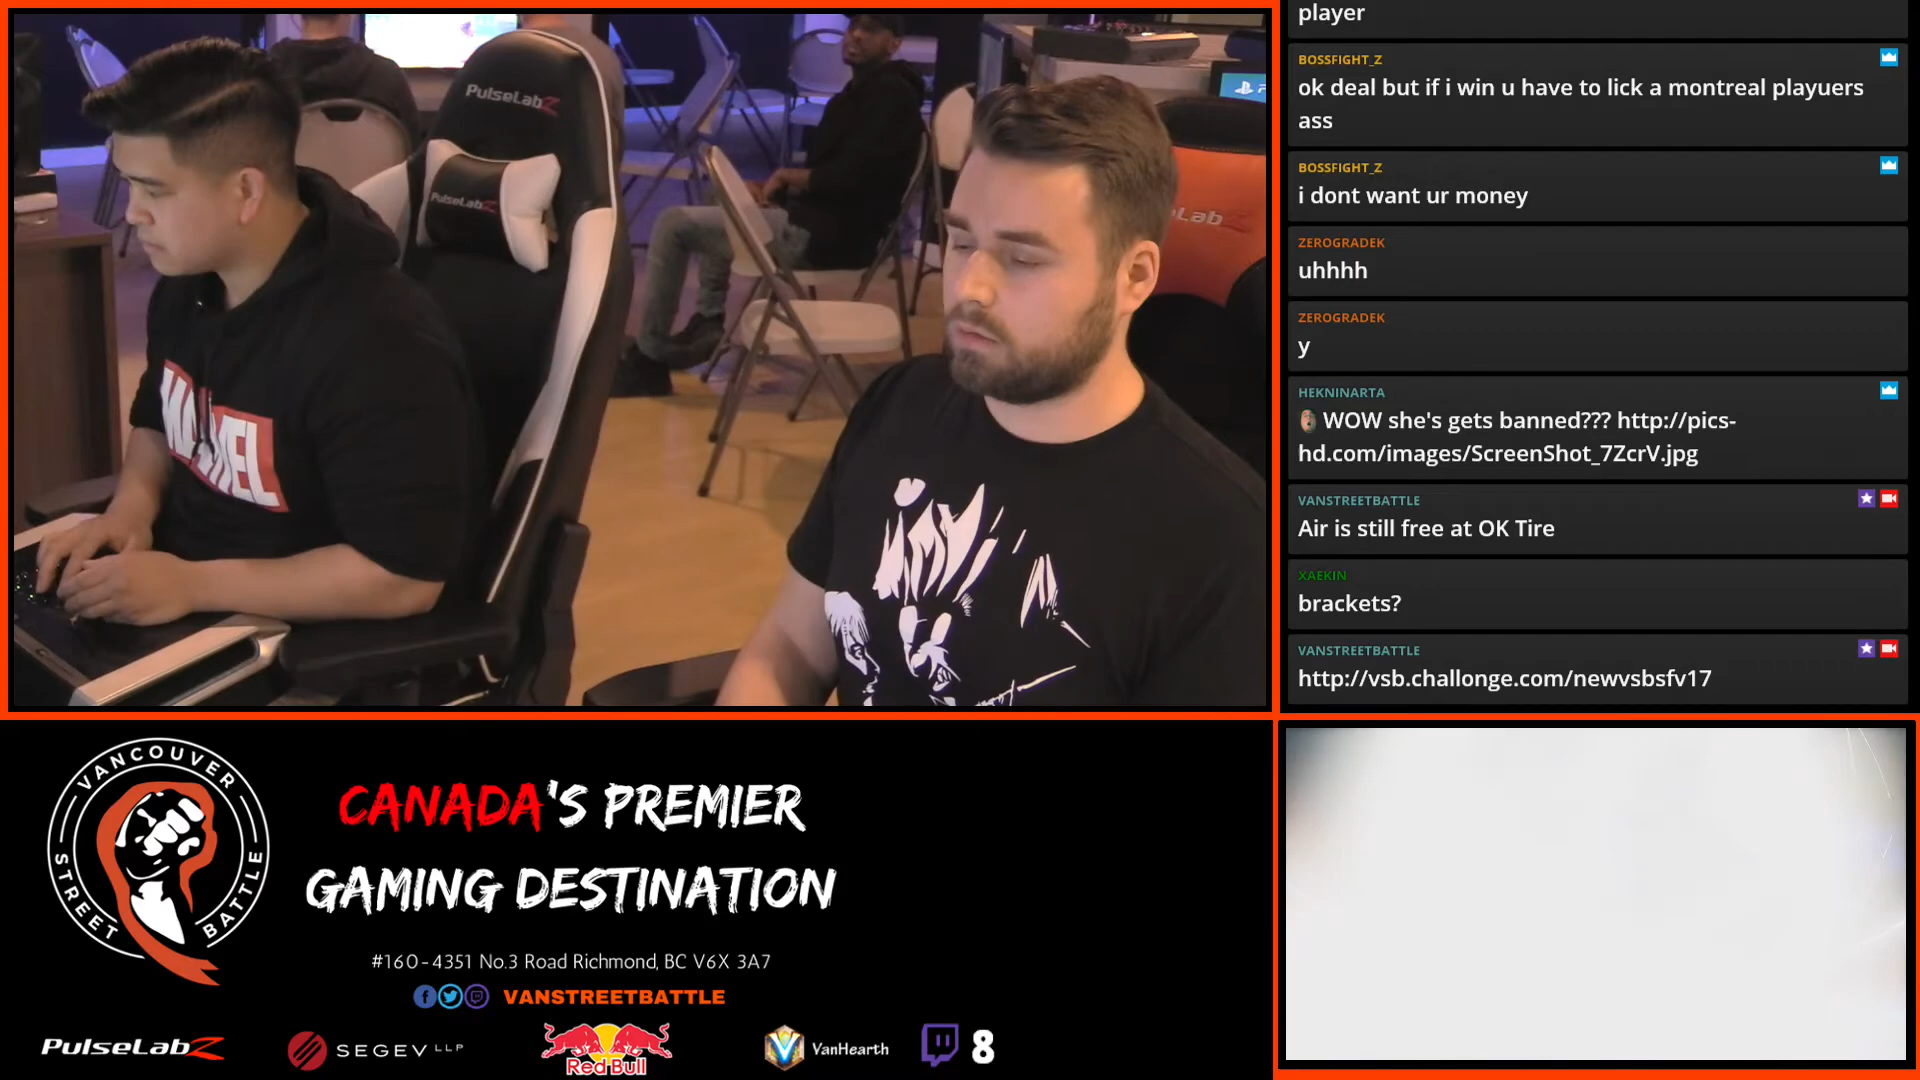 PulseLabZ
PulseLabZ
MARVEL
Lab
player
BOSSFIGHT_Z
ok deal but if i win u have to lick a montreal playuers
ass
BOSSFIGHT_Z
i dont want ur money
ZEROGRADEK
uhhhh
ZEROGRADEK
y
HEKNINARTA
WOW she's gets banned??? http://pics-
hd.com/images/ScreenShot_7ZcrV.jpg
VANSTREETBATTLE
Air is still free at OK Tire
XAEKIN
brackets?
VANSTREETBATTLE
http://vsb.challonge.com/newvsbsfv17
VANCOUVER
STREET BATTLE
CANADA'S PREMIER
GAMING DESTINATION
#160-4351 No.3 Road Richmond, BC V6X 3A7
VANSTREETBATTLE
PulseLabZ
SEGEV LLP
Red Bull
VanHearth
8